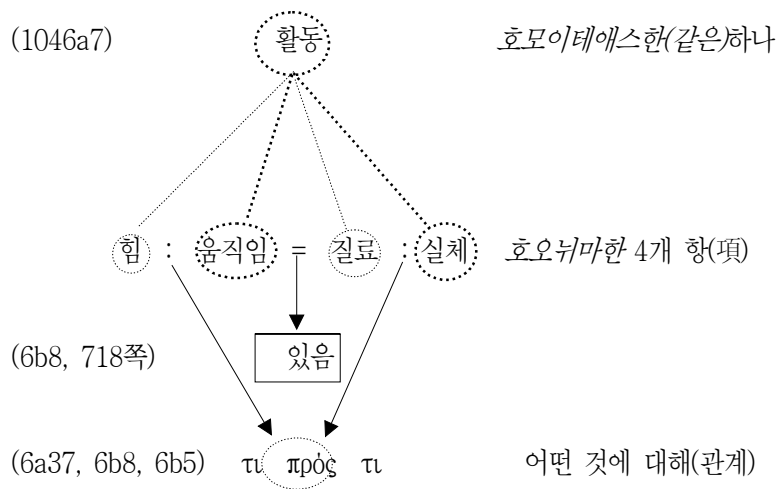 (1046a7) 활동 호모이테애스한(같은)하나
힘 : 움직임 = 질료 : 실체 호오뉘마한 4개 항(項)
(6b8, 718쪽) 있음
(6a37, 6b8, 6b5) τι πρός τι 어떤 것에 대해(관계)